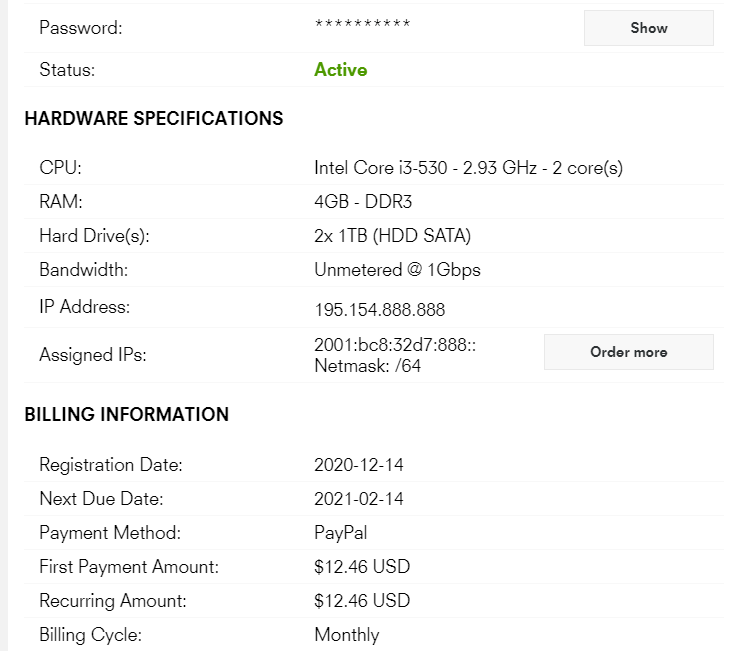 Password: ********** Show
Status: Active
HARDWARE SPECIFICATIONS
CPU: Intel Core i3-530 - 2.93 GHz - 2 core(s)
RAM: 4GB - DDR3
Hard Drive(s): 2x 1TB (HDD SATA)
Bandwidth: Unmetered @ 1Gbps
IP Address: 195.154.888.888
Assigned IPs: 2001:bc8:32d7:888::
Netmask: /64
Order more
BILLING INFORMATION
Registration Date: 2020-12-14
Next Due Date: 2021-02-14
Payment Method: PayPal
First Payment Amount: $12.46 USD
Recurring Amount: $12.46 USD
Billing Cycle: Monthly